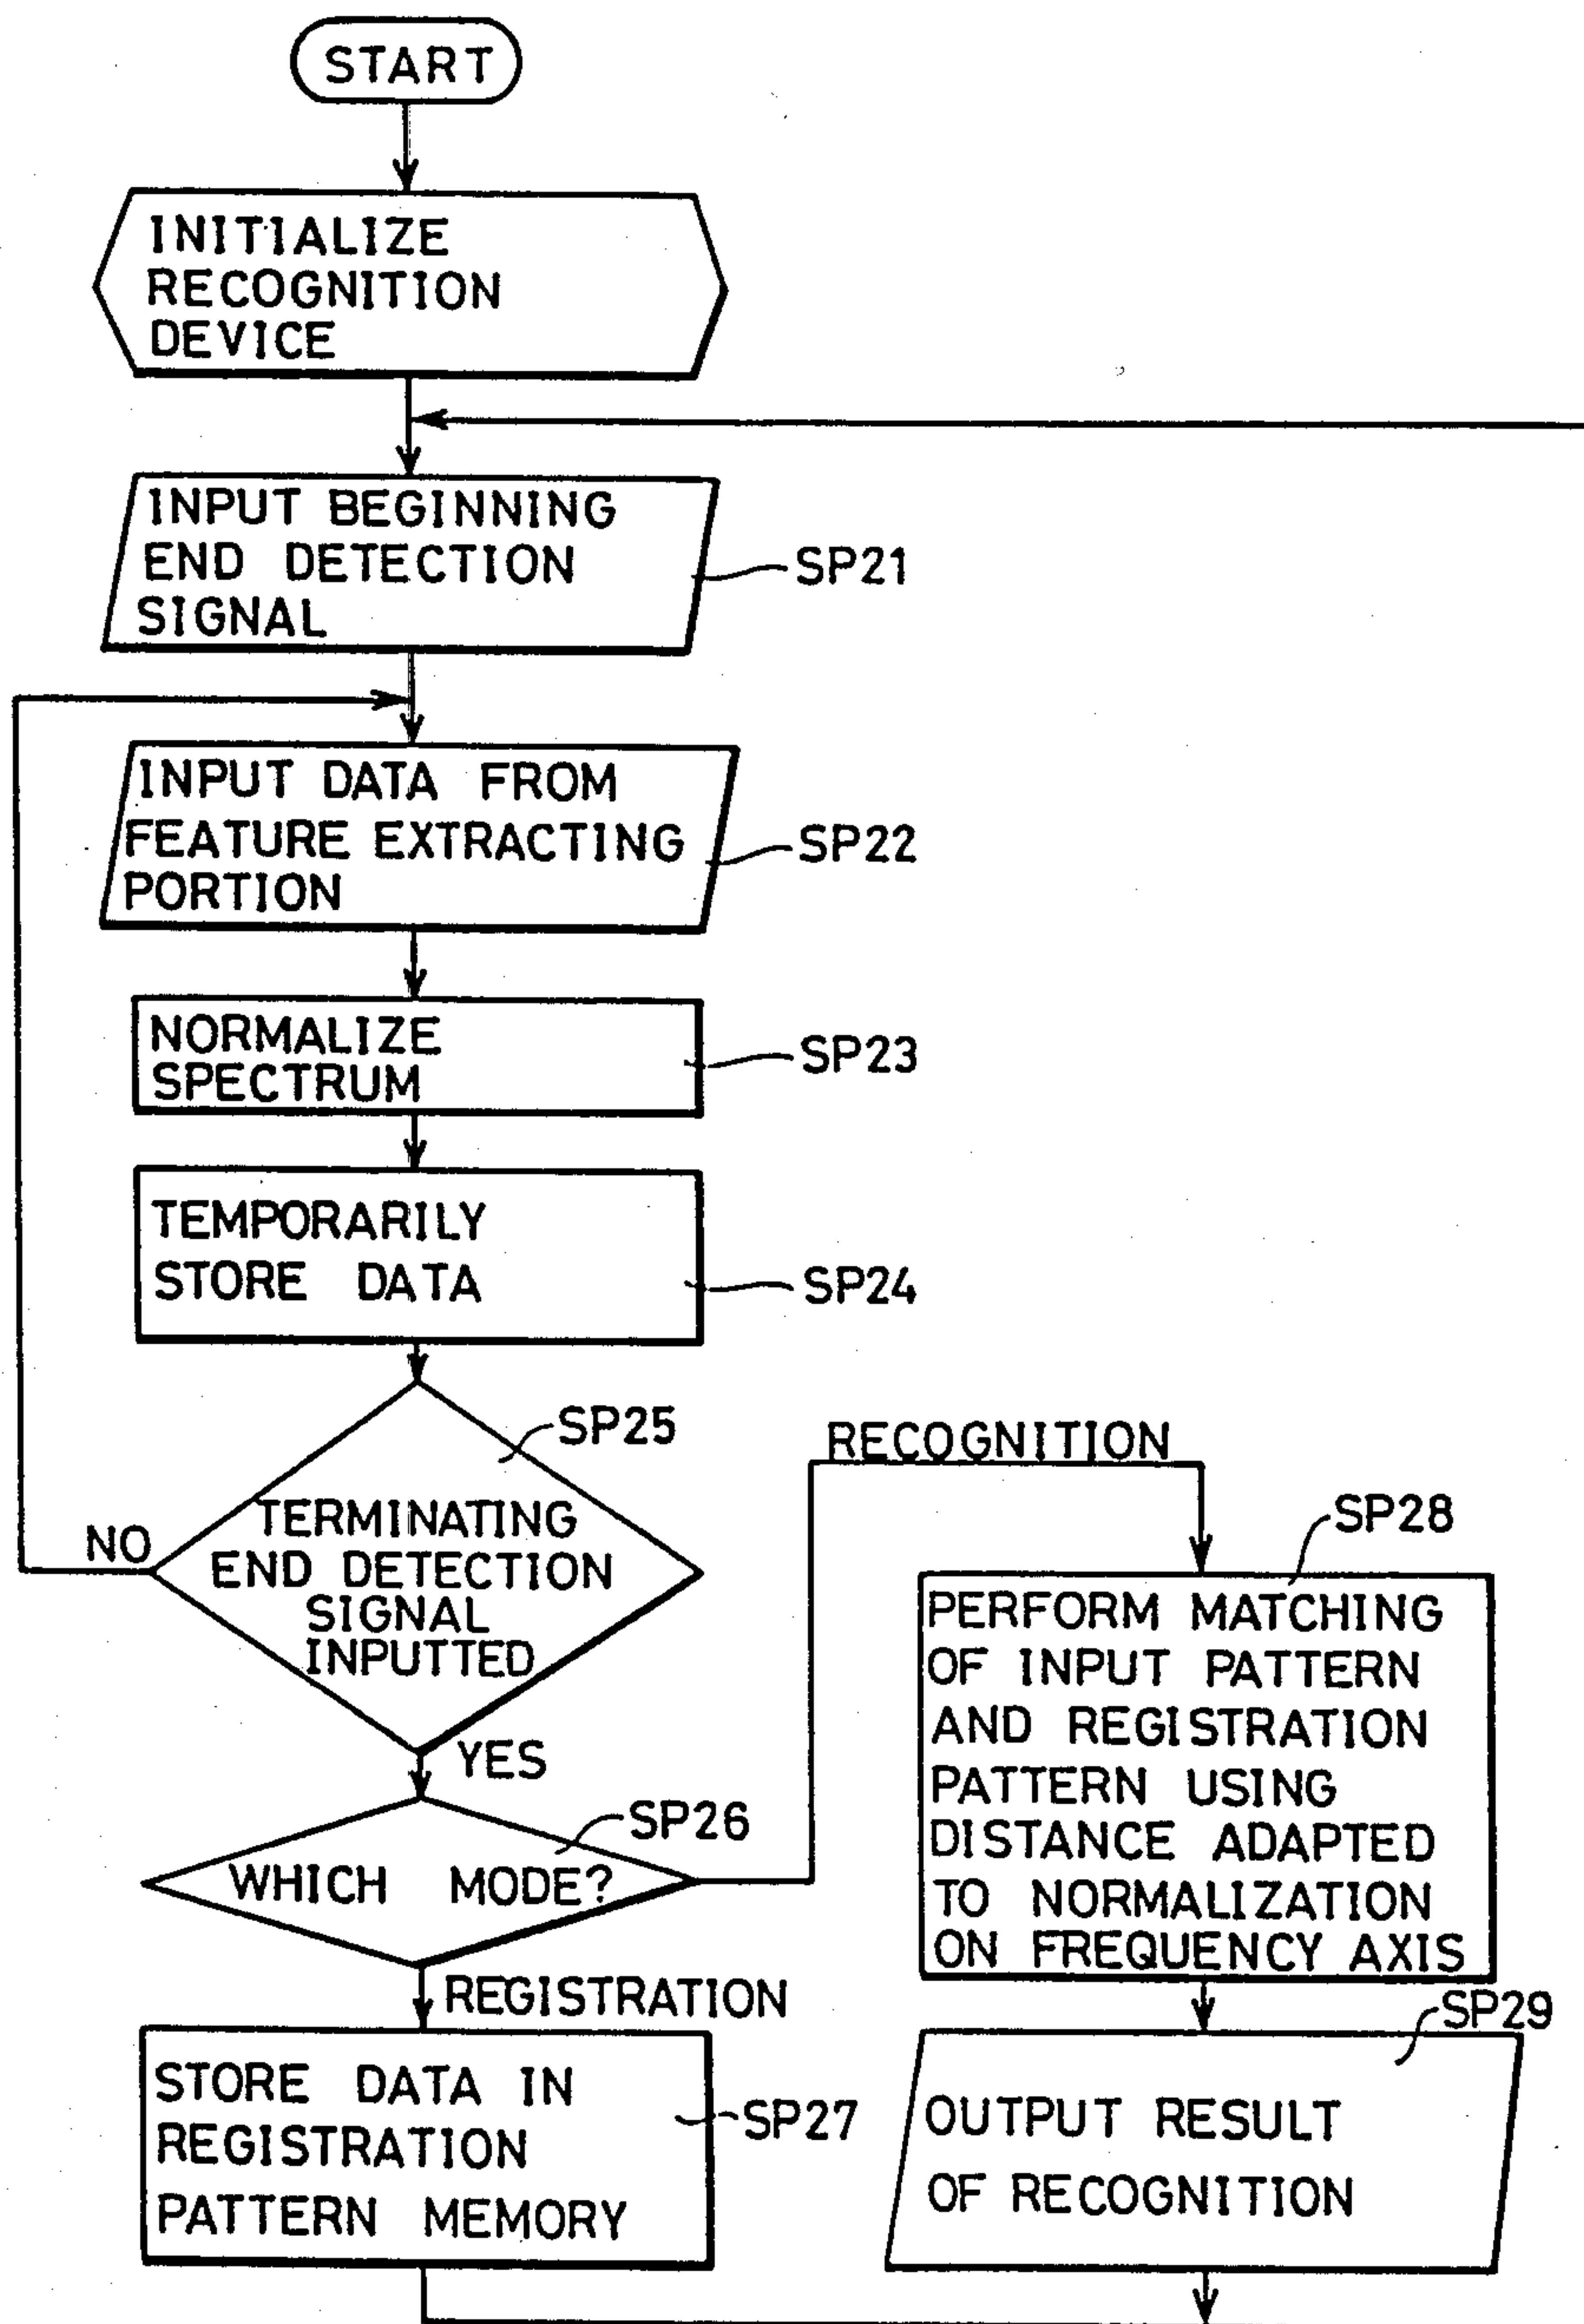 START
INITIALIZE
RECOGNITION
DEVICE
INPUT BEGINNING
END DETECTION
SIGNAL
SP21
INPUT DATA FROM
FEATURE EXTRACTING
PORTION
SP22
NORMALIZE
SPECTRUM
SP23
TEMPORARILY
STORE DATA
SP24
SP25
TERMINATING
END DETECTION
SIGNAL
INPUTTED
NO
YES
SP26
WHICH MODE?
RECOGNITION
REGISTRATION
STORE DATA IN
REGISTRATION
PATTERN MEMORY
SP27
SP28
PERFORM MATCHING
OF INPUT PATTERN
AND REGISTRATION
PATTERN USING
DISTANCE ADAPTED
TO NORMALIZATION
ON FREQUENCY AXIS
SP29
OUTPUT RESULT
OF RECOGNITION